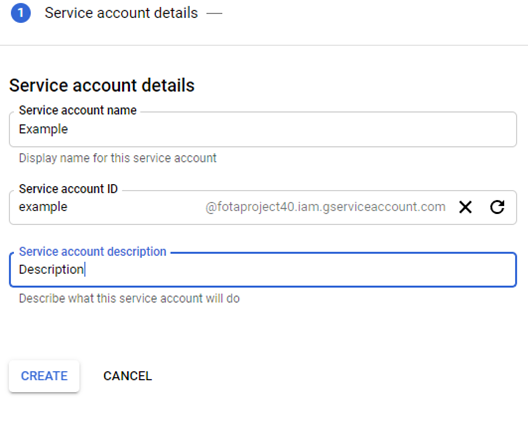 1 Service account details —
Service account details
Service account name
Example
Display name for this service account
Service account ID
example @fotaproject40.iam.gserviceaccount.com
Service account description
Description
Describe what this service account will do
CREATE CANCEL